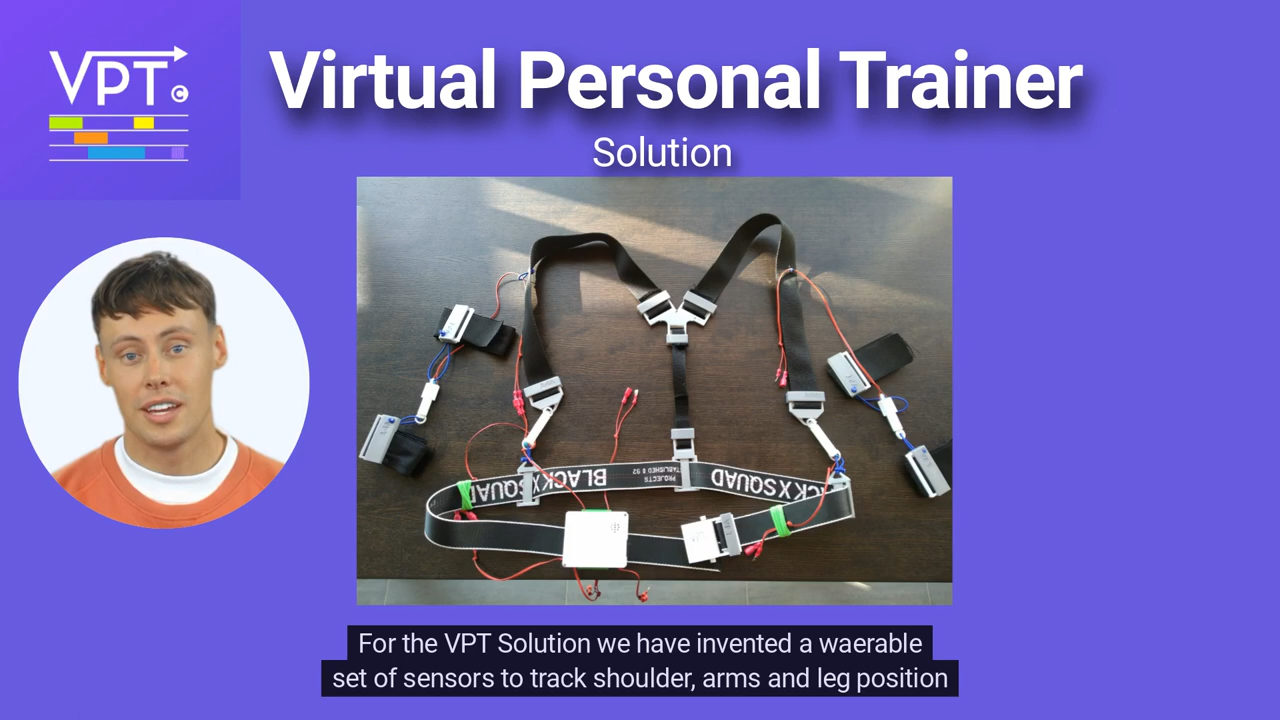 VPT
C
Virtual Personal Trainer
Solution
BLACK X SQUAD
PROJECTS
BLACK X SQUAD
For the VPT Solution we have invented a waerable
set of sensors to track shoulder, arms and leg position